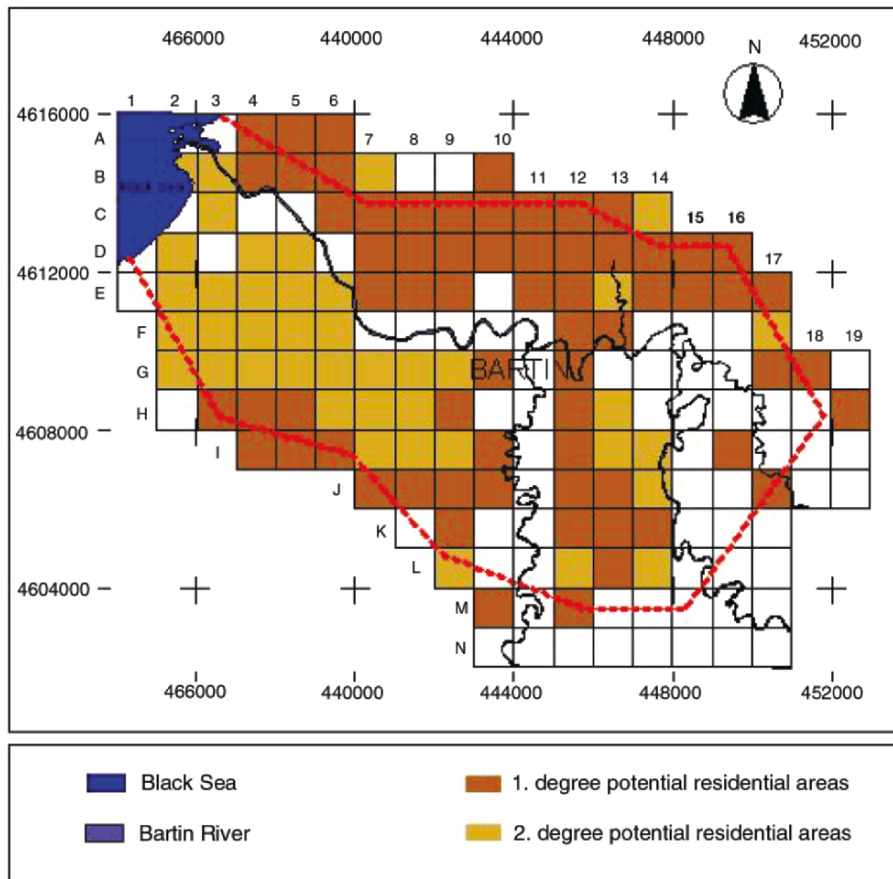 466000 440000 444000 448000 452000
N
1 2 3 4 5 6
4616000
A
7 8 9 10
B
11 12 13 14
C
15 16
D
17
4612000
E
F
18 19
G
BARTIN
H
4608000
I
J
K
L
4604000
M
N
466000 440000 444000 448000 452000
Black Sea
1. degree potential residential areas
Bartin River
2. degree potential residential areas